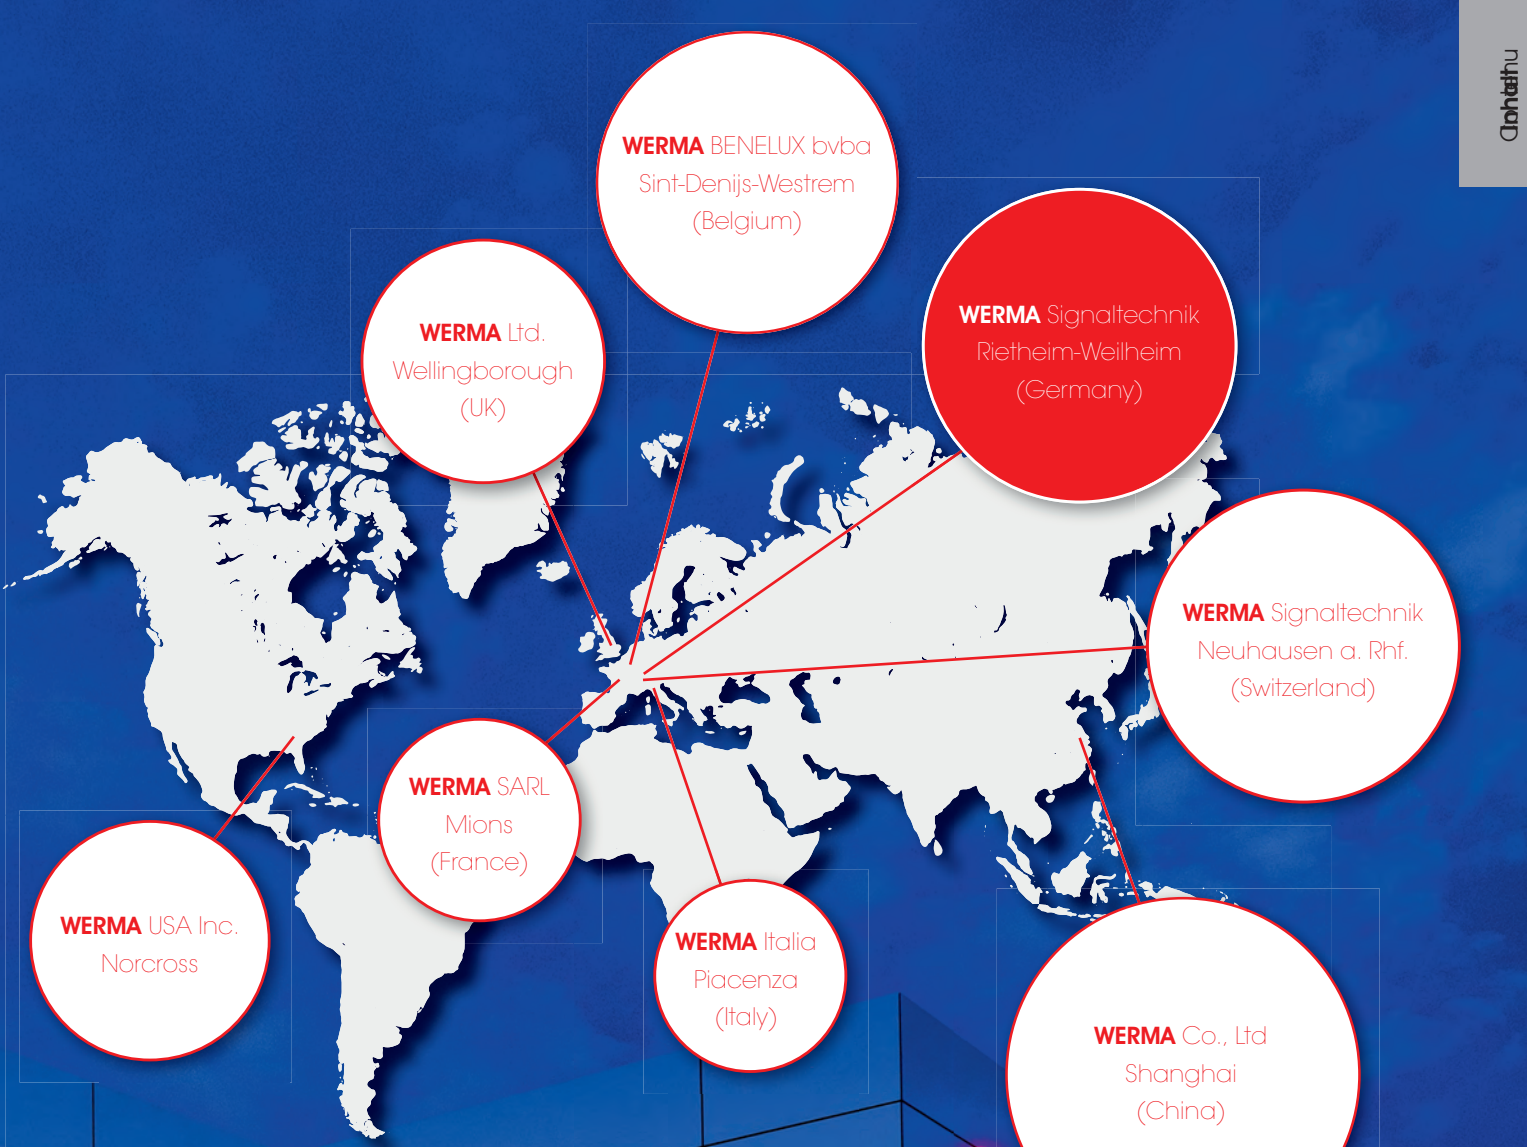 WERMA BENELUX bvba
Sint-Denijs-Westrem
(Belgium)
WERMA Signaltechnik
Rietheim-Weilheim
(Germany)
WERMA Ltd.
Wellingborough
(UK)
WERMA Signaltechnik
Neuhausen a. Rhf.
(Switzerland)
WERMA SARL
Mions
(France)
WERMA USA Inc.
Norcross
WERMA Italia
Piacenza
(Italy)
WERMA Co., Ltd
Shanghai
(China)